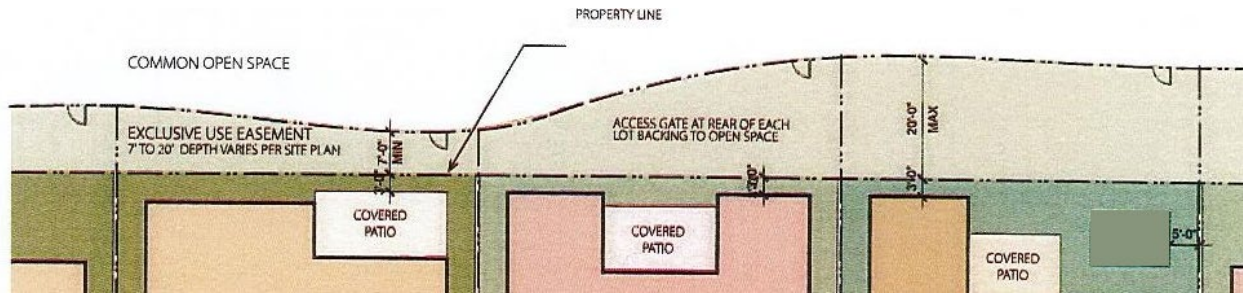 PROPERTY LINE
COMMON OPEN SPACE
EXCLUSIVE USE EASEMENT
7' TO 20' DEPTH VARIES PER SITE PLAN
7'-0"
MIN
ACCESS GATE AT REAR OF EACH
LOT BACKING TO OPEN SPACE
20'-0"
MAX
3'-0"
3'-0"
COVERED
PATIO
COVERED
PATIO
COVERED
PATIO
5'-0"